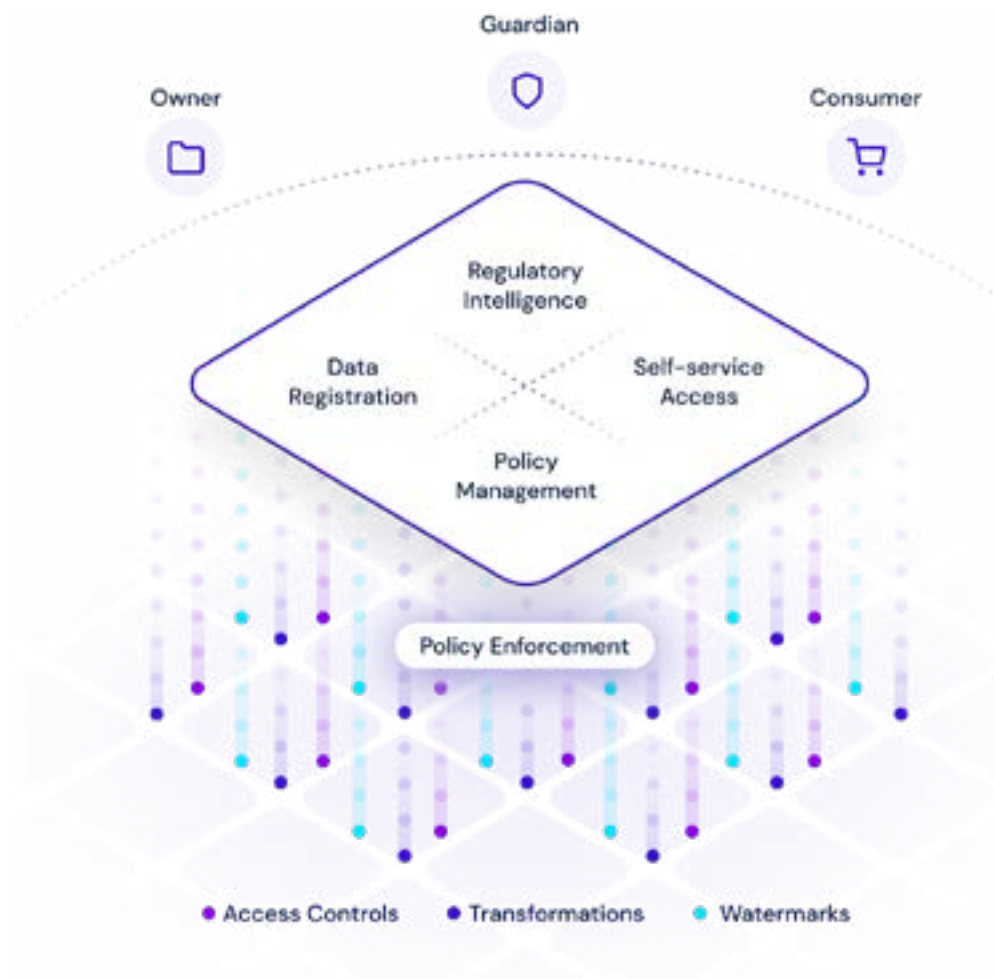 Guardian
Owner
Consumer
Regulatory
Intelligence
Data
Registration
Self-service
Access
Policy
Management
Policy Enforcement
Access Controls
Transformations
Watermarks